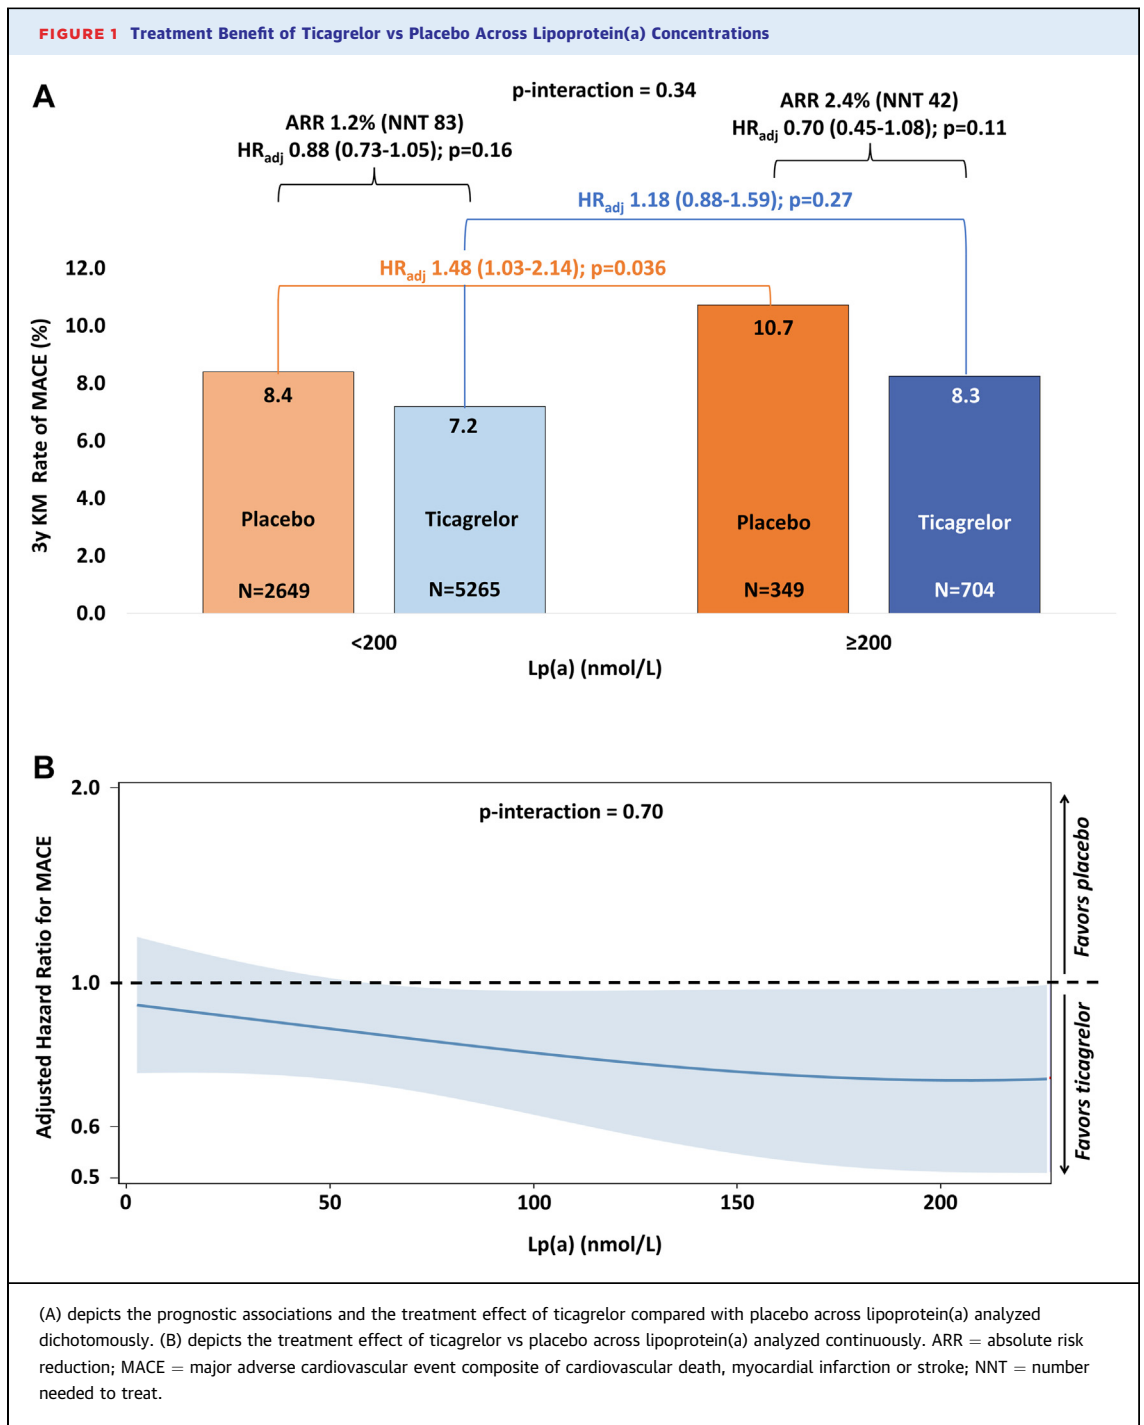 FIGURE 1 Treatment Benefit of Ticagrelor vs Placebo Across Lipoprotein(a) Concentrations
A
p-interaction = 0.34
ARR 1.2% (NNT 83)
HRadj 0.88 (0.73-1.05); p=0.16
ARR 2.4% (NNT 42)
HRadj 0.70 (0.45-1.08); p=0.11
HRadj 1.18 (0.88-1.59); p=0.27
HRadj 1.48 (1.03-2.14); p=0.036
3y KM Rate of MACE (%)
12.0
10.0
8.0
6.0
4.0
2.0
0.0
8.4
Placebo
N=2649
7.2
Ticagrelor
N=5265
10.7
Placebo
N=349
8.3
Ticagrelor
N=704
<200
≥200
Lp(a) (nmol/L)
B
p-interaction = 0.70
Adjusted Hazard Ratio for MACE
2.0
1.0
0.6
0.5
Favors placebo
Favors ticagrelor
0 50 100 150 200
Lp(a) (nmol/L)
(A) depicts the prognostic associations and the treatment effect of ticagrelor compared with placebo across lipoprotein(a) analyzed
dichotomously. (B) depicts the treatment effect of ticagrelor vs placebo across lipoprotein(a) analyzed continuously. ARR = absolute risk
reduction; MACE = major adverse cardiovascular event composite of cardiovascular death, myocardial infarction or stroke; NNT = number
needed to treat.